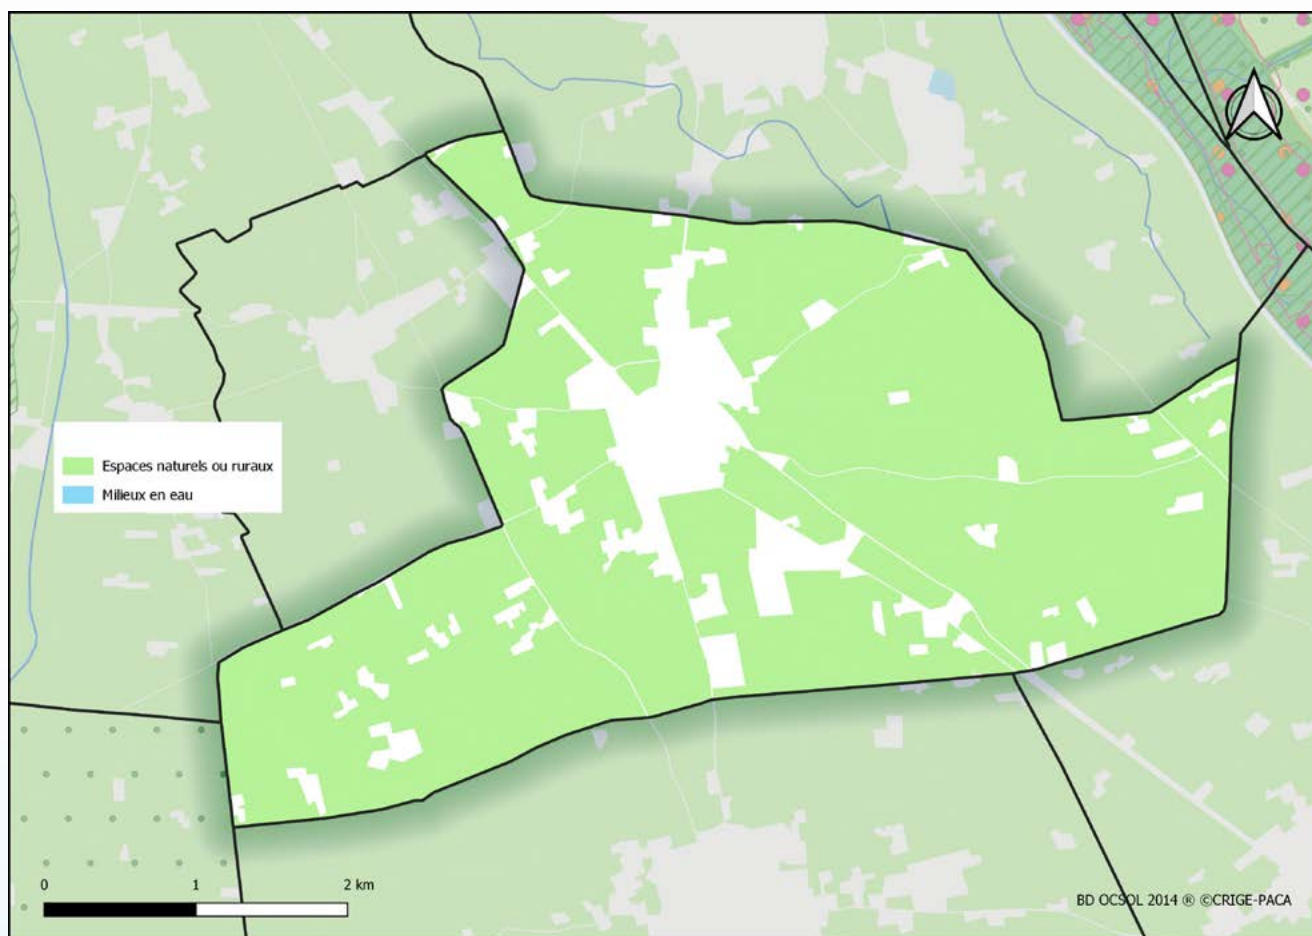 Espaces naturels ou ruraux
Milieux en eau
0 1 2 km
BD OCSOL 2014 ® ©CRIGE-PACA